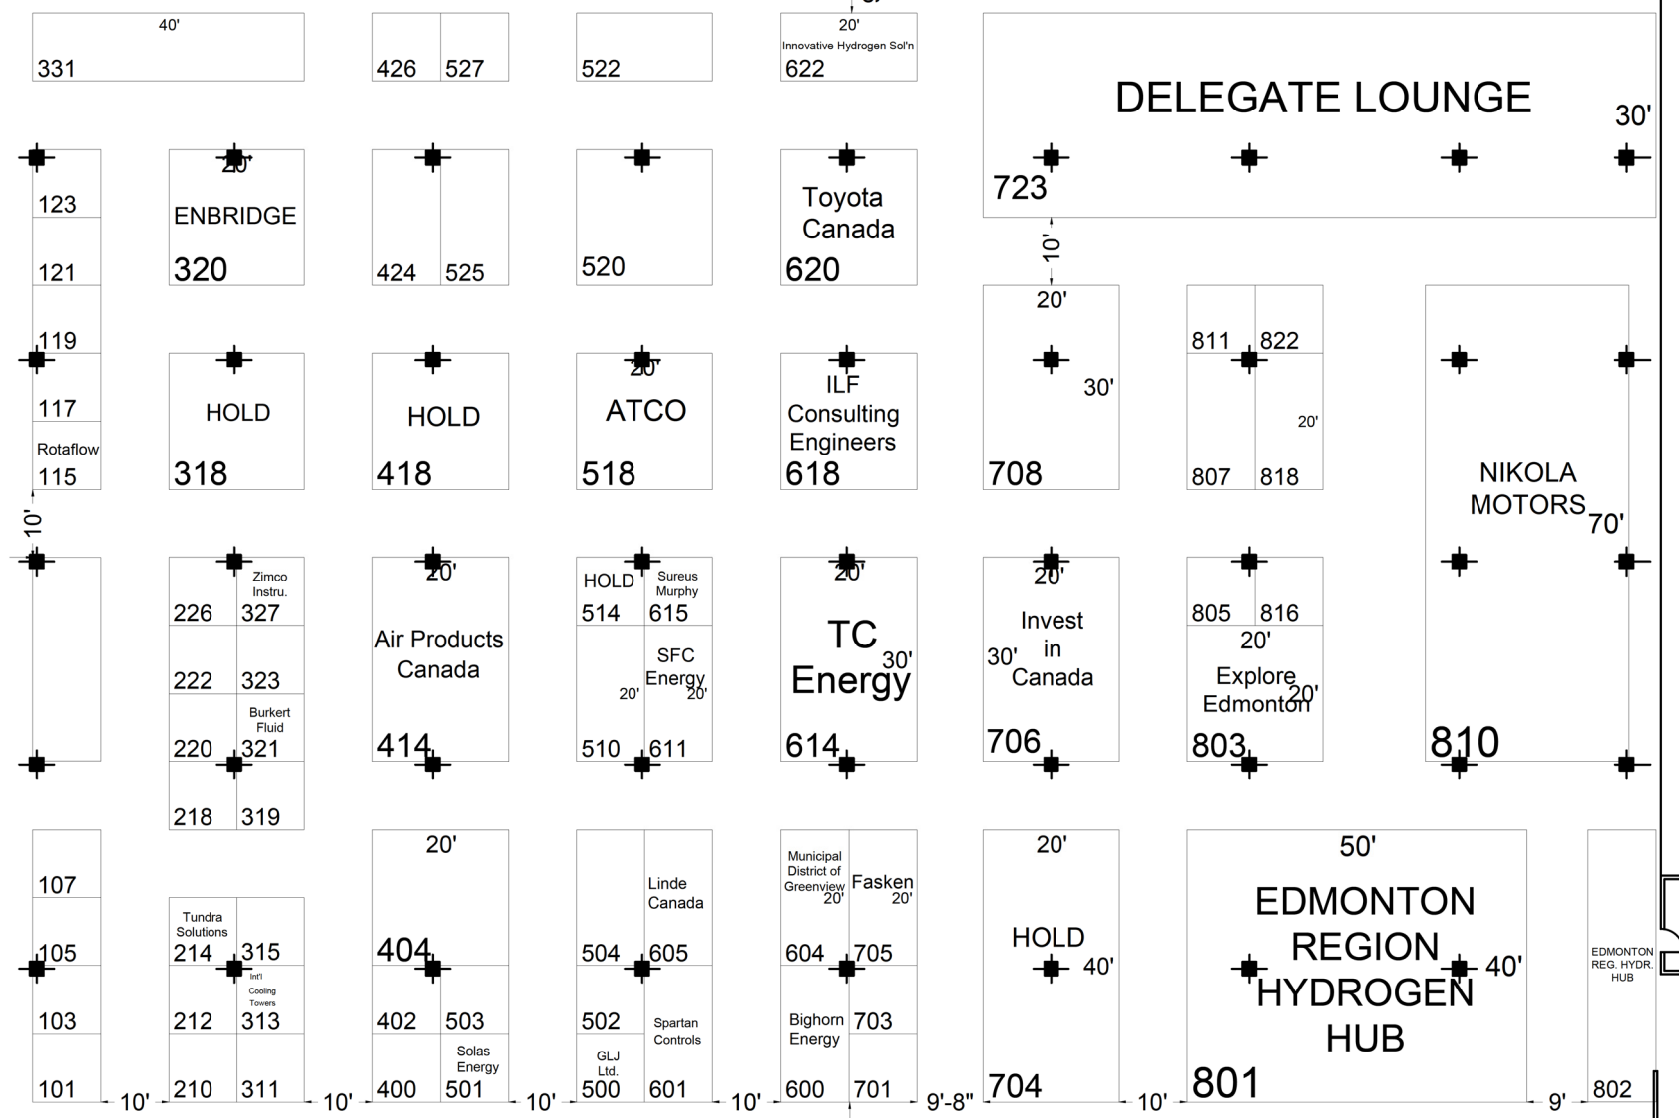 40'
331
426
527
522
20'
Innovative Hydrogen Sol'n
622
DELEGATE LOUNGE
30'
723
10'
123
20'
ENBRIDGE
320
424
525
520
Toyota
Canada
620
121
119
117
Rotaflow
115
10'
HOLD
318
HOLD
418
20'
ATCO
518
ILF
Consulting
Engineers
618
20'
30'
708
811
822
20'
807
818
NIKOLA
MOTORS
70'
810
Zimco
Instru.
226
327
222
323
Burkert
Fluid
220
321
218
319
20'
Air Products
Canada
414
HOLD
514
Sureus
Murphy
615
SFC
Energy
20'
20'
510
611
20'
TC
Energy
30'
614
20'
Invest
in
Canada
30'
706
805
816
20'
Explore
Edmonton
20'
803
107
105
103
101
Tundra
Solutions
214
315
Int'l
Cooling
Towers
212
313
210
311
20'
404
402
503
Solas
Energy
400
501
Linde
Canada
504
605
502
Spartan
Controls
GLJ
Ltd.
500
601
Municipal
District of
Greenview
20'
Fasken
20'
604
705
Bighorn
Energy
703
600
701
20'
HOLD
40'
704
50'
EDMONTON
REGION
HYDROGEN
HUB
40'
801
EDMONTON
REG. HYDR.
HUB
802
10'
10'
10'
10'
9'-8"
10'
9'